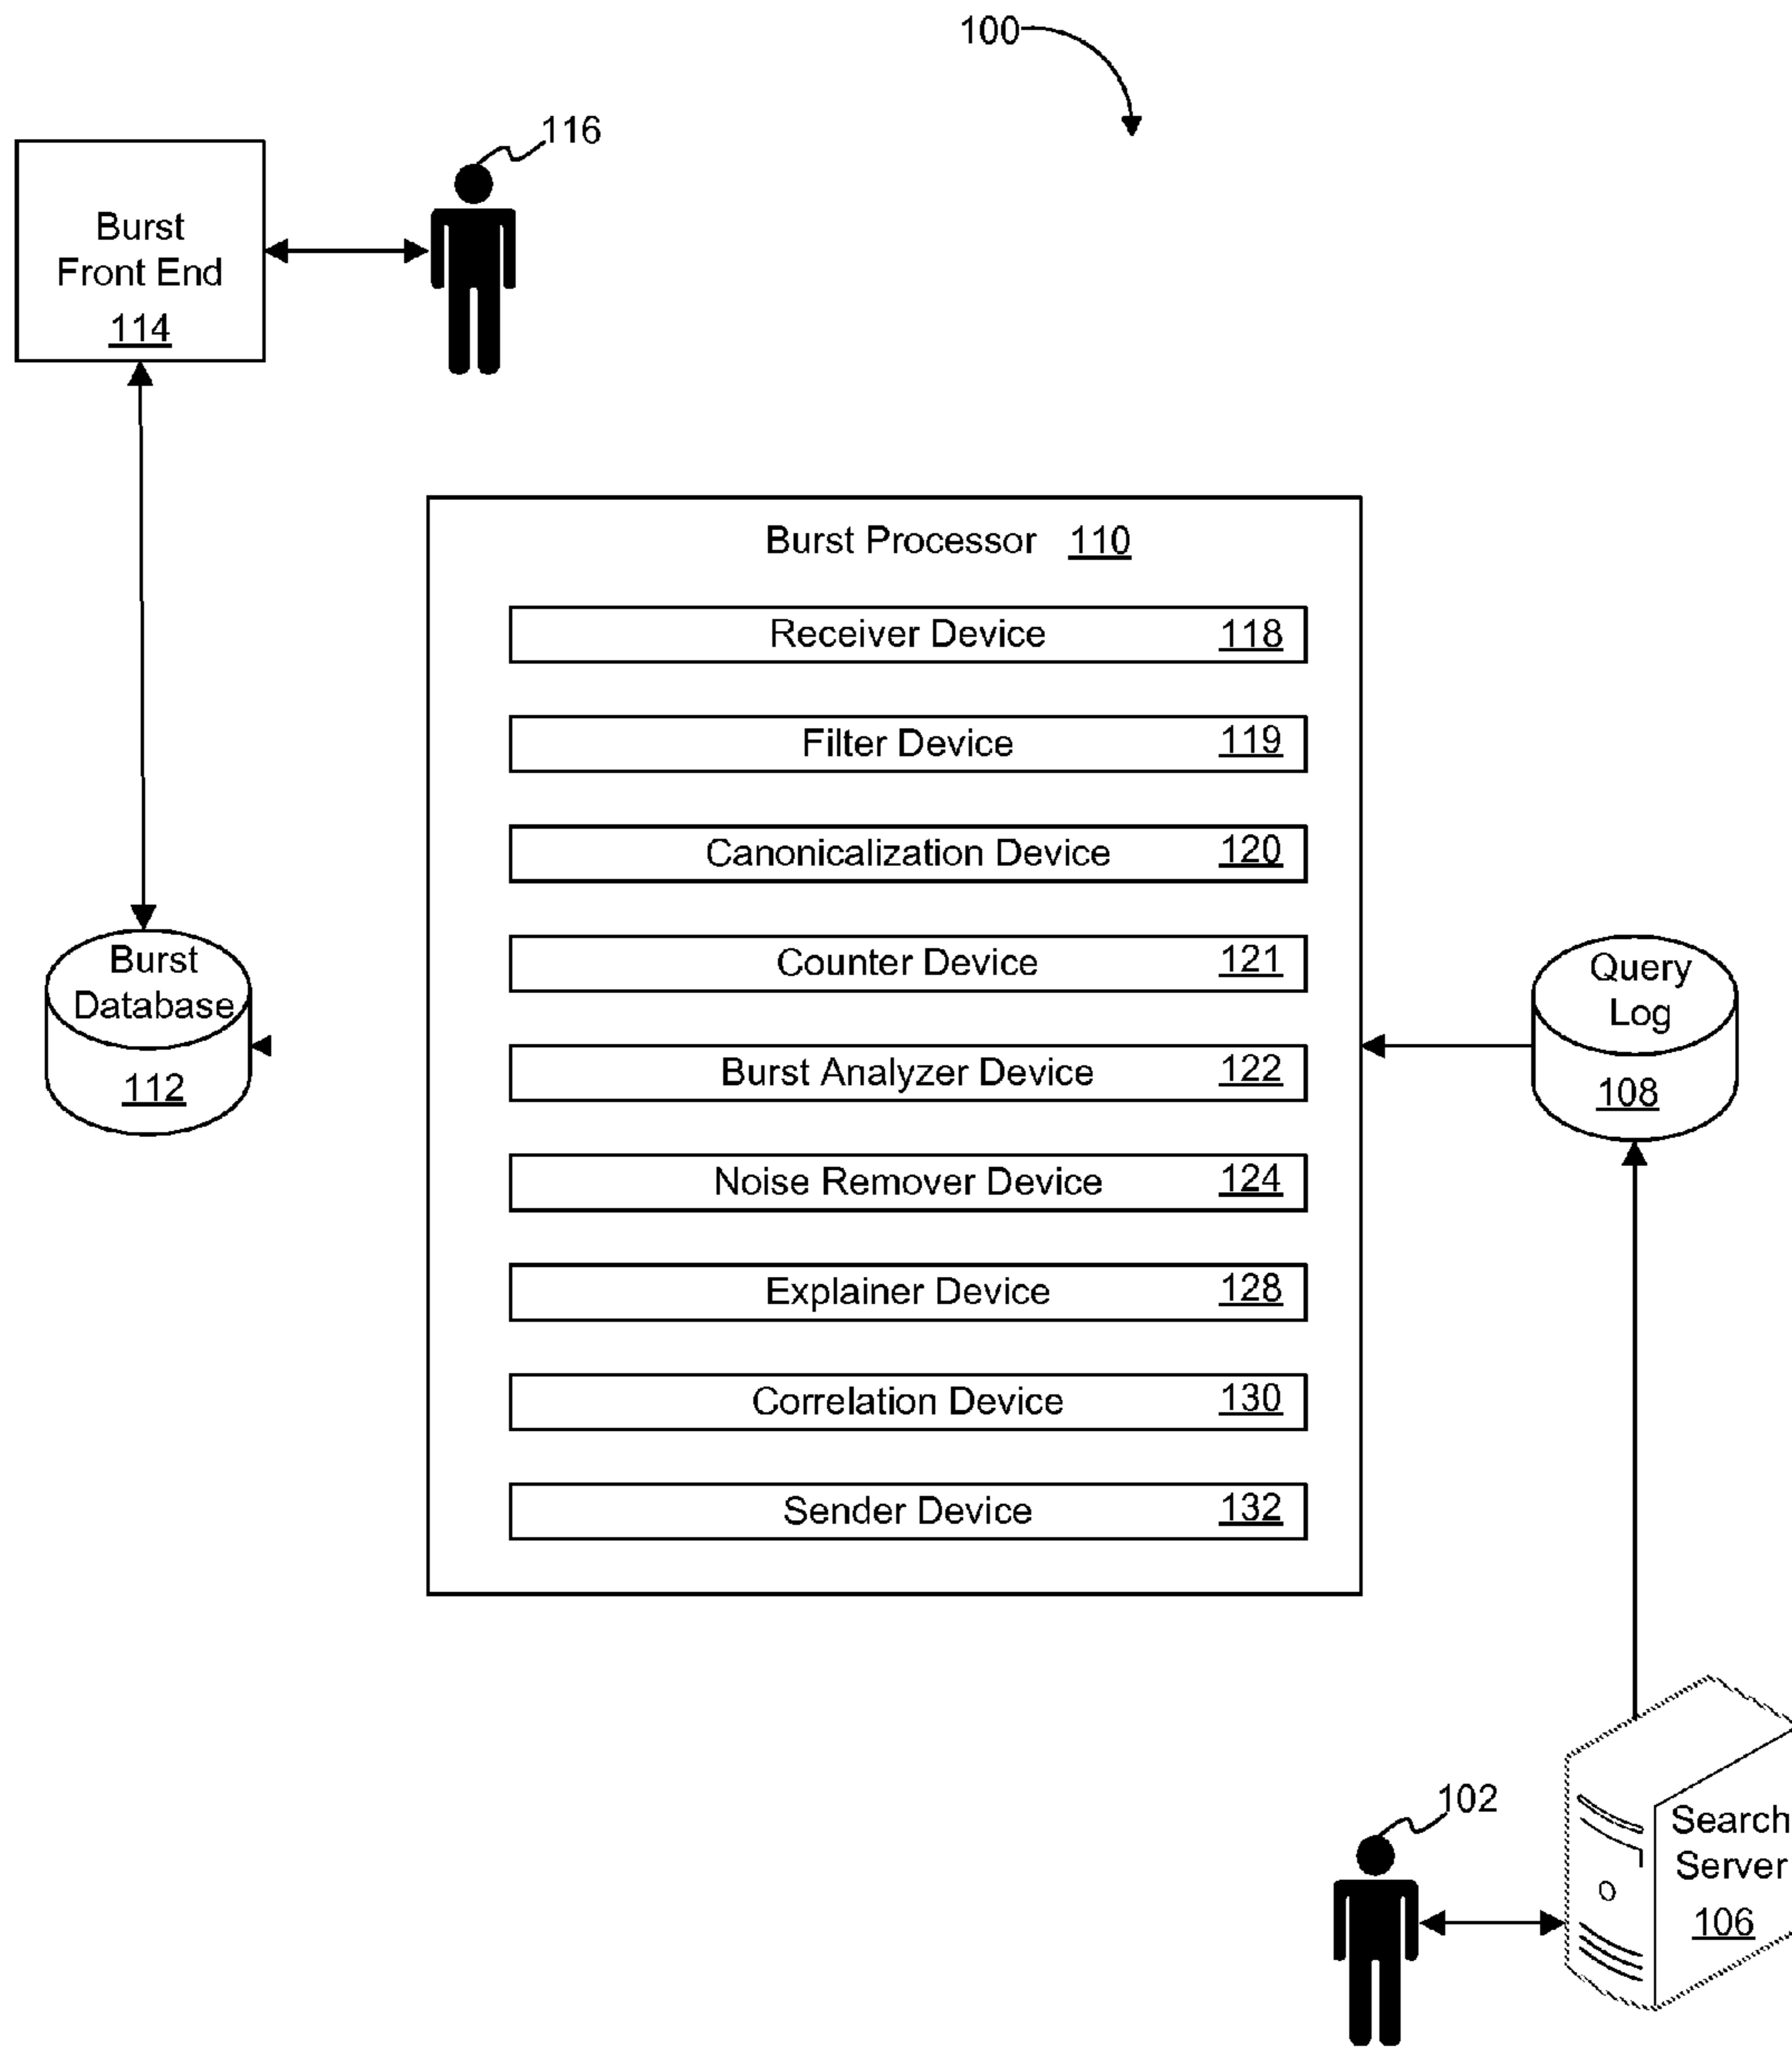 100
116
Burst
Front End
114
Burst Processor 110
Receiver Device 118
Filter Device 119
Canonicalization Device 120
Counter Device 121
Burst Analyzer Device 122
Noise Remover Device 124
Explainer Device 128
Correlation Device 130
Sender Device 132
Burst
Database
112
Query
Log
108
102
Search
Server
106